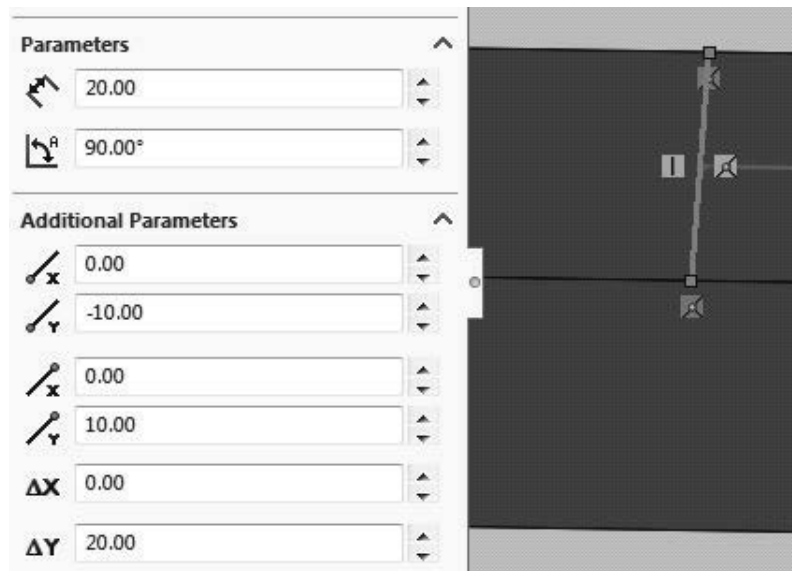 Parameters
20.00
A
90.00°
Additional Parameters
X
0.00
Y
-10.00
X
0.00
Y
10.00
ΔX
0.00
ΔY
20.00